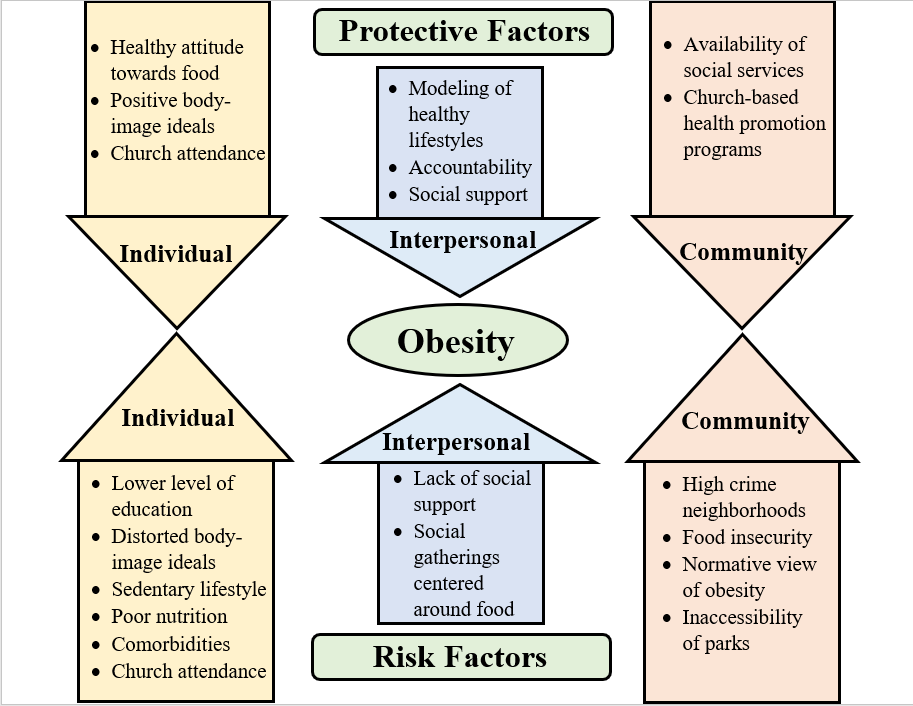 Protective Factors
• Healthy attitude
towards food
• Positive body-
image ideals
• Church attendance
Individual
• Modeling of
healthy
lifestyles
• Accountability
• Social support
Interpersonal
• Availability of
social services
• Church-based
health promotion
programs
Community
Obesity
Individual
• Lower level of
education
• Distorted body-
image ideals
• Sedentary lifestyle
• Poor nutrition
• Comorbidities
• Church attendance
Interpersonal
• Lack of social
support
• Social
gatherings
centered
around food
Community
• High crime
neighborhoods
• Food insecurity
• Normative view
of obesity
• Inaccessibility
of parks
Risk Factors